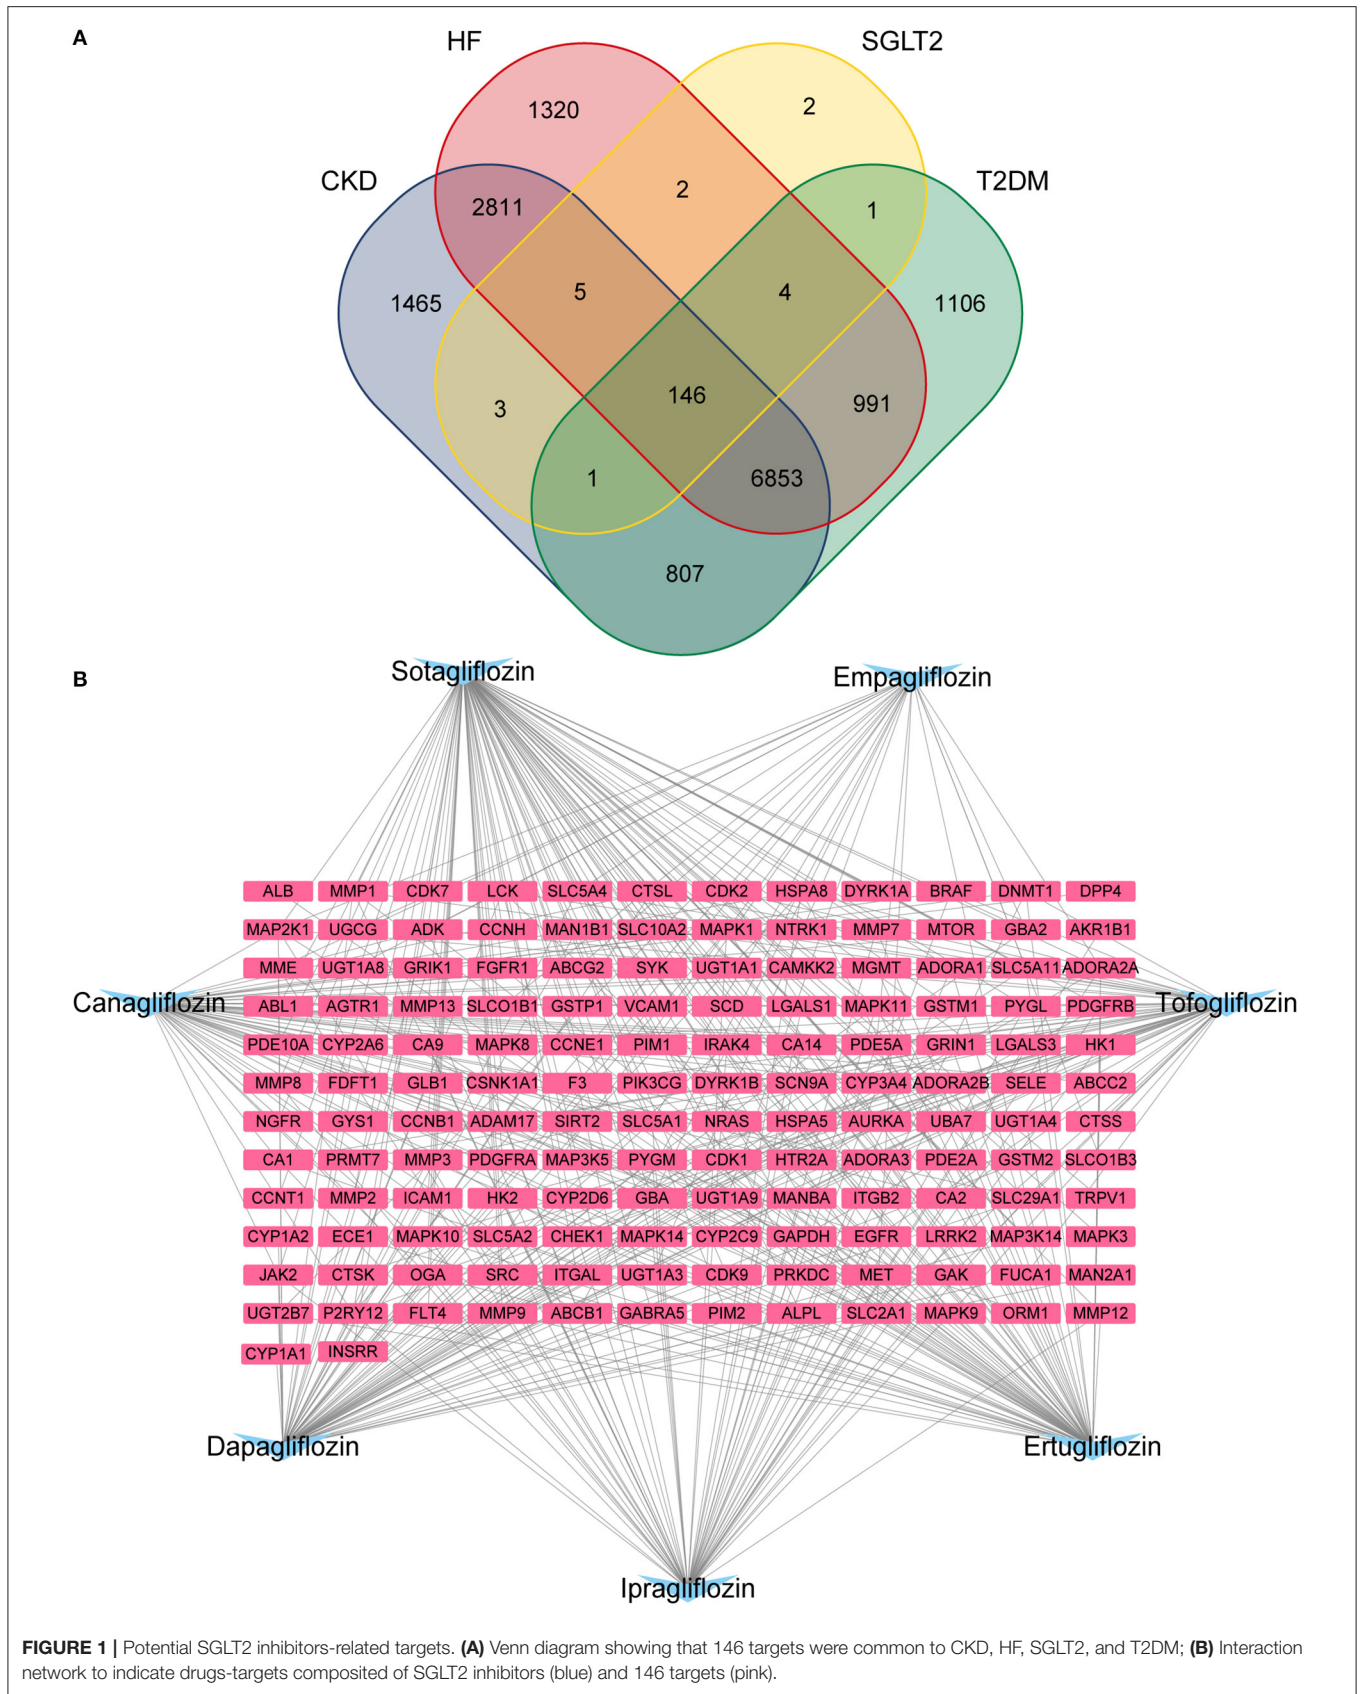 A
HF
SGLT2
1320
2
CKD
T2DM
2811
2
1
1465
5
4
1106
3
146
991
1
6853
807
B
Sotagliflozin
Empagliflozin
ALB MMP1 CDK7 LCK SLC5A4 CTSL CDK2 HSPA8 DYRK1A BRAF DNMT1 DPP4
MAP2K1 UGCG ADK CCNH MAN1B1 SLC10A2 MAPK1 NTRK1 MMP7 MTOR GBA2 AKR1B1
MME UGT1A8 GRIK1 FGFR1 ABCG2 SYK UGT1A1 CAMKK2 MGMT ADORA1 SLC5A11 ADORA2A
Canagliflozin
Tofogliflozin
ABL1 AGTR1 MMP13 SLCO1B1 GSTP1 VCAM1 SCD LGALS1 MAPK11 GSTM1 PYGL PDGFRB
PDE10A CYP2A6 CA9 MAPK8 CCNE1 PIM1 IRAK4 CA14 PDE5A GRIN1 LGALS3 HK1
MMP8 FDFT1 GLB1 CSNK1A1 F3 PIK3CG DYRK1B SCN9A CYP3A4 ADORA2B SELE ABCC2
NGFR GYS1 CCNB1 ADAM17 SIRT2 SLC5A1 NRAS HSPA5 AURKA UBA7 UGT1A4 CTSS
CA1 PRMT7 MMP3 PDGFRA MAP3K5 PYGM CDK1 HTR2A ADORA3 PDE2A GSTM2 SLCO1B3
CCNT1 MMP2 ICAM1 HK2 CYP2D6 GBA UGT1A9 MANBA ITGB2 CA2 SLC29A1 TRPV1
CYP1A2 ECE1 MAPK10 SLC5A2 CHEK1 MAPK14 CYP2C9 GAPDH EGFR LRRK2 MAP3K14 MAPK3
JAK2 CTSK OGA SRC ITGAL UGT1A3 CDK9 PRKDC MET GAK FUCA1 MAN2A1
UGT2B7 P2RY12 FLT4 MMP9 ABCB1 GABRA5 PIM2 ALPL SLC2A1 MAPK9 ORM1 MMP12
CYP1A1 INSRR
Dapagliflozin
Ertugliflozin
Ipragliflozin
FIGURE 1 | Potential SGLT2 inhibitors-related targets. (A) Venn diagram showing that 146 targets were common to CKD, HF, SGLT2, and T2DM; (B) Interaction
network to indicate drugs-targets composited of SGLT2 inhibitors (blue) and 146 targets (pink).